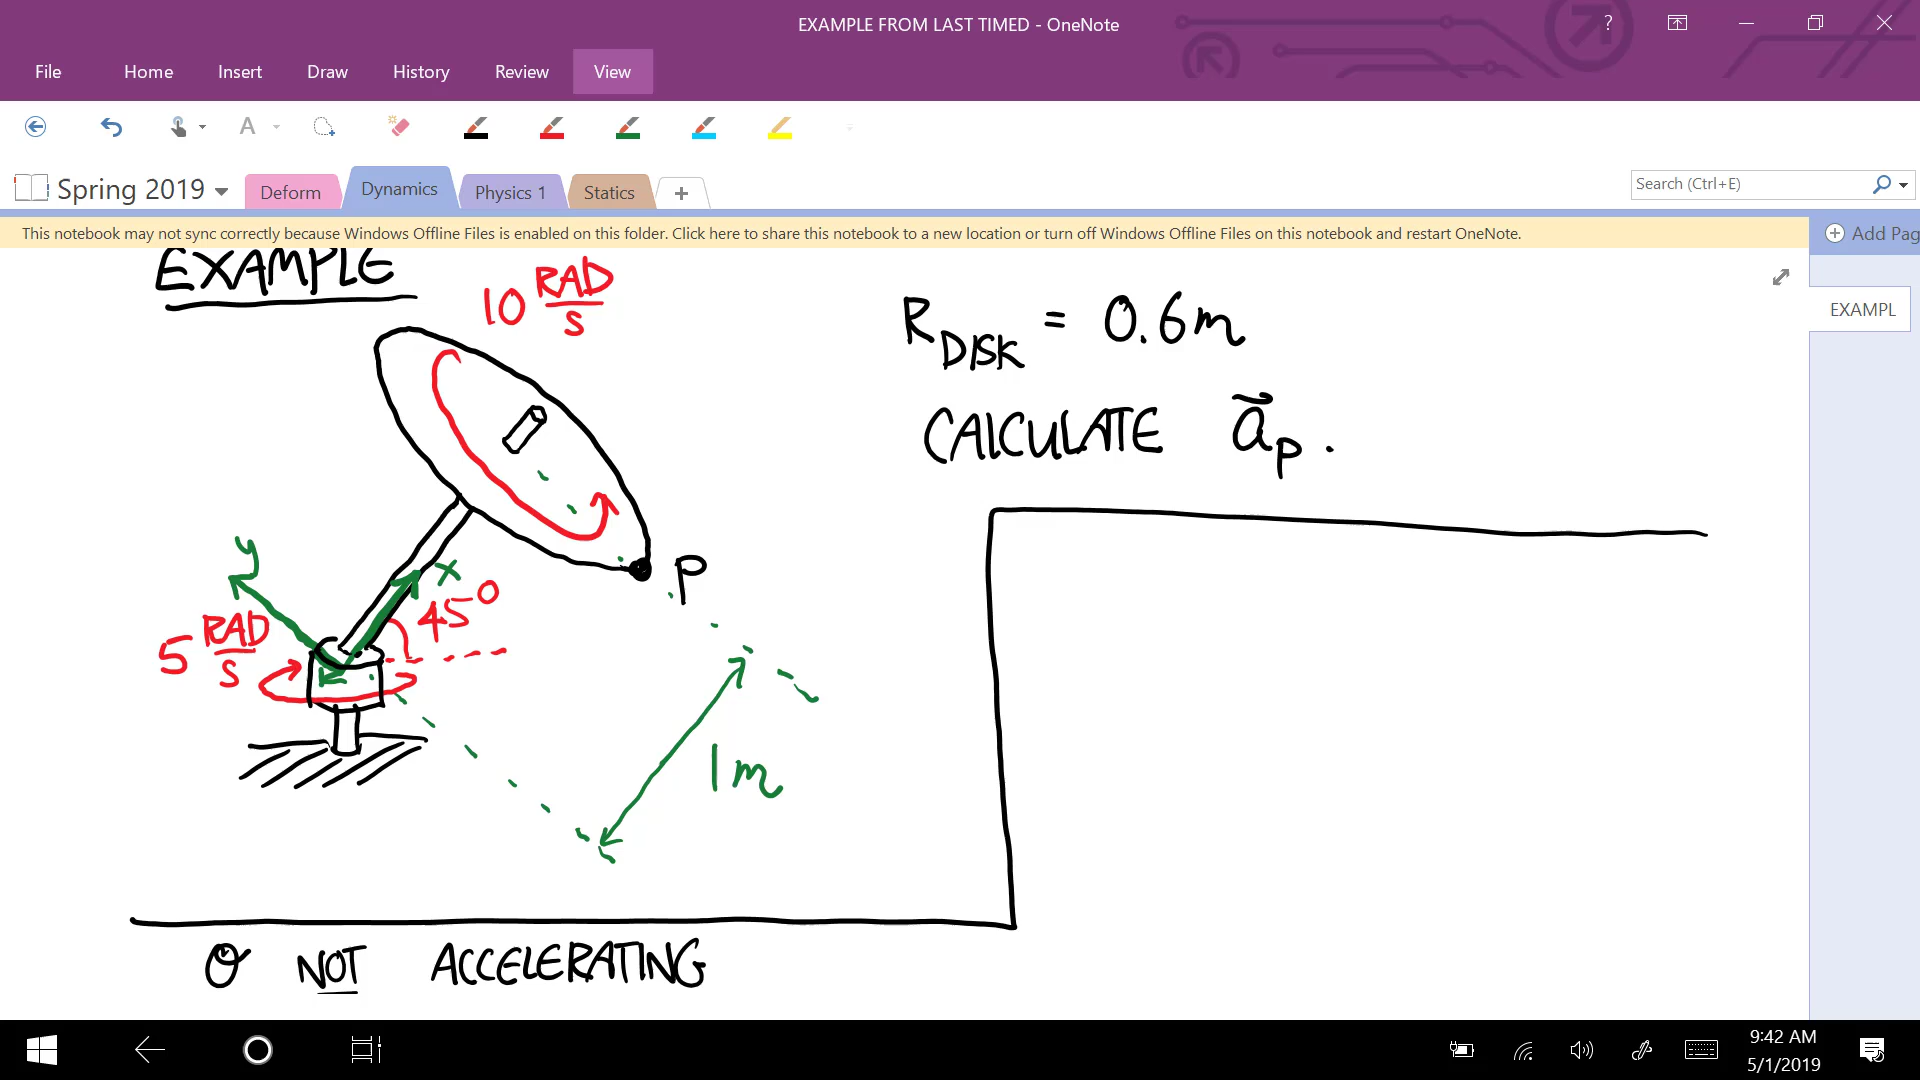 EXAMPLE FROM LAST TIMED - OneNote
?
File Home Insert Draw History Review View
A
Spring 2019 Deform Dynamics Physics 1 Statics +
Search (Ctrl+E)
This notebook may not sync correctly because Windows Offline Files is enabled on this folder. Click here to share this notebook to a new location or turn off Windows Offline Files on this notebook and restart OneNote.
Add Pag
EXAMPL
EXAMPLE
10 RAD/S
R_DISK = 0.6m
CALCULATE a⃗_P .
P
y
x
45°
5 RAD/S
1m
O NOT ACCELERATING
9:42 AM
5/1/2019